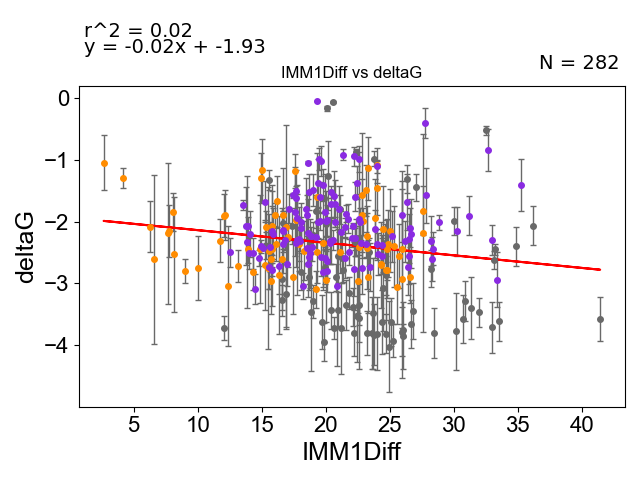 r^2 = 0.02
y = -0.02x + -1.93
N = 282
IMM1Diff vs deltaG
deltaG
0
−1
−2
−3
−4
5 10 15 20 25 30 35 40
IMM1Diff